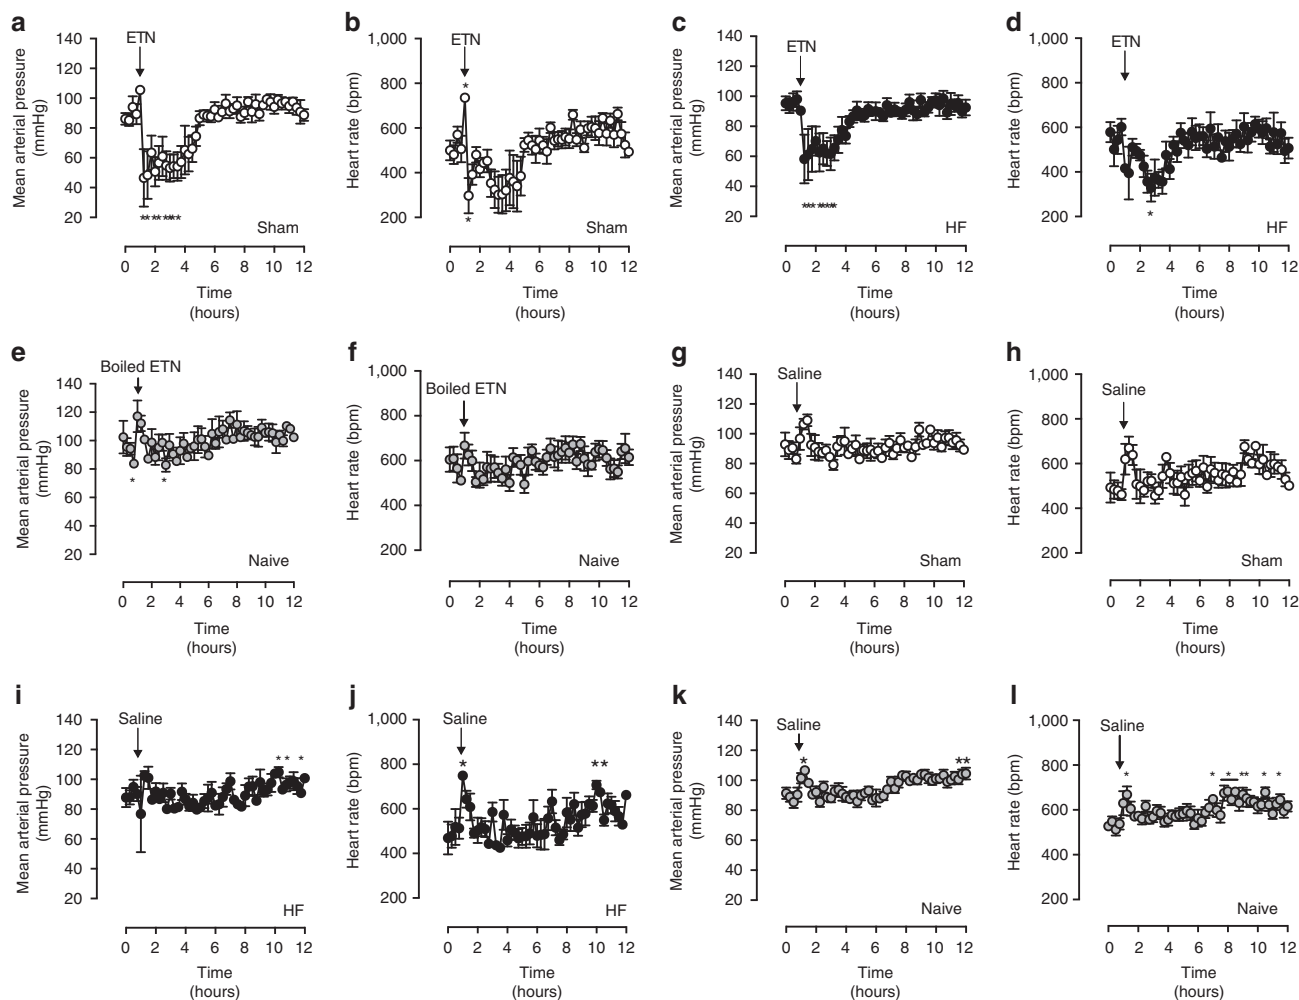 a
Mean arterial pressure
(mmHg)
140
120
100
80
60
40
20
ETN
Sham
0 2 4 6 8 10 12
Time
(hours)
b
Heart rate (bpm)
1,000
800
600
400
200
ETN
*
*
Sham
0 2 4 6 8 10 12
Time
(hours)
c
Mean arterial pressure
(mmHg)
140
120
100
80
60
40
20
ETN
HF
0 2 4 6 8 10 12
Time
(hours)
d
Heart rate (bpm)
1,000
800
600
400
200
ETN
*
HF
0 2 4 6 8 10 12
Time
(hours)
e
Mean arterial pressure
(mmHg)
140
120
100
80
60
40
20
Boiled ETN
* *
Naive
0 2 4 6 8 10 12
Time
(hours)
f
Heart rate (bpm)
1,000
800
600
400
200
Boiled ETN
Naive
0 2 4 6 8 10 12
Time
(hours)
g
Mean arterial pressure
(mmHg)
140
120
100
80
60
40
20
Saline
Sham
0 2 4 6 8 10 12
Time
(hours)
h
Heart rate (bpm)
1,000
800
600
400
200
Saline
Sham
0 2 4 6 8 10 12
Time
(hours)
i
Mean arterial pressure
(mmHg)
140
120
100
80
60
40
20
Saline
* * *
HF
0 2 4 6 8 10 12
Time
(hours)
j
Heart rate (bpm)
1,000
800
600
400
200
Saline
* **
HF
0 2 4 6 8 10 12
Time
(hours)
k
Mean arterial pressure
(mmHg)
140
120
100
80
60
40
20
Saline
* **
Naive
0 2 4 6 8 10 12
Time
(hours)
l
Heart rate (bpm)
1,000
800
600
400
200
Saline
* * * ** * *
Naive
0 2 4 6 8 10 12
Time
(hours)